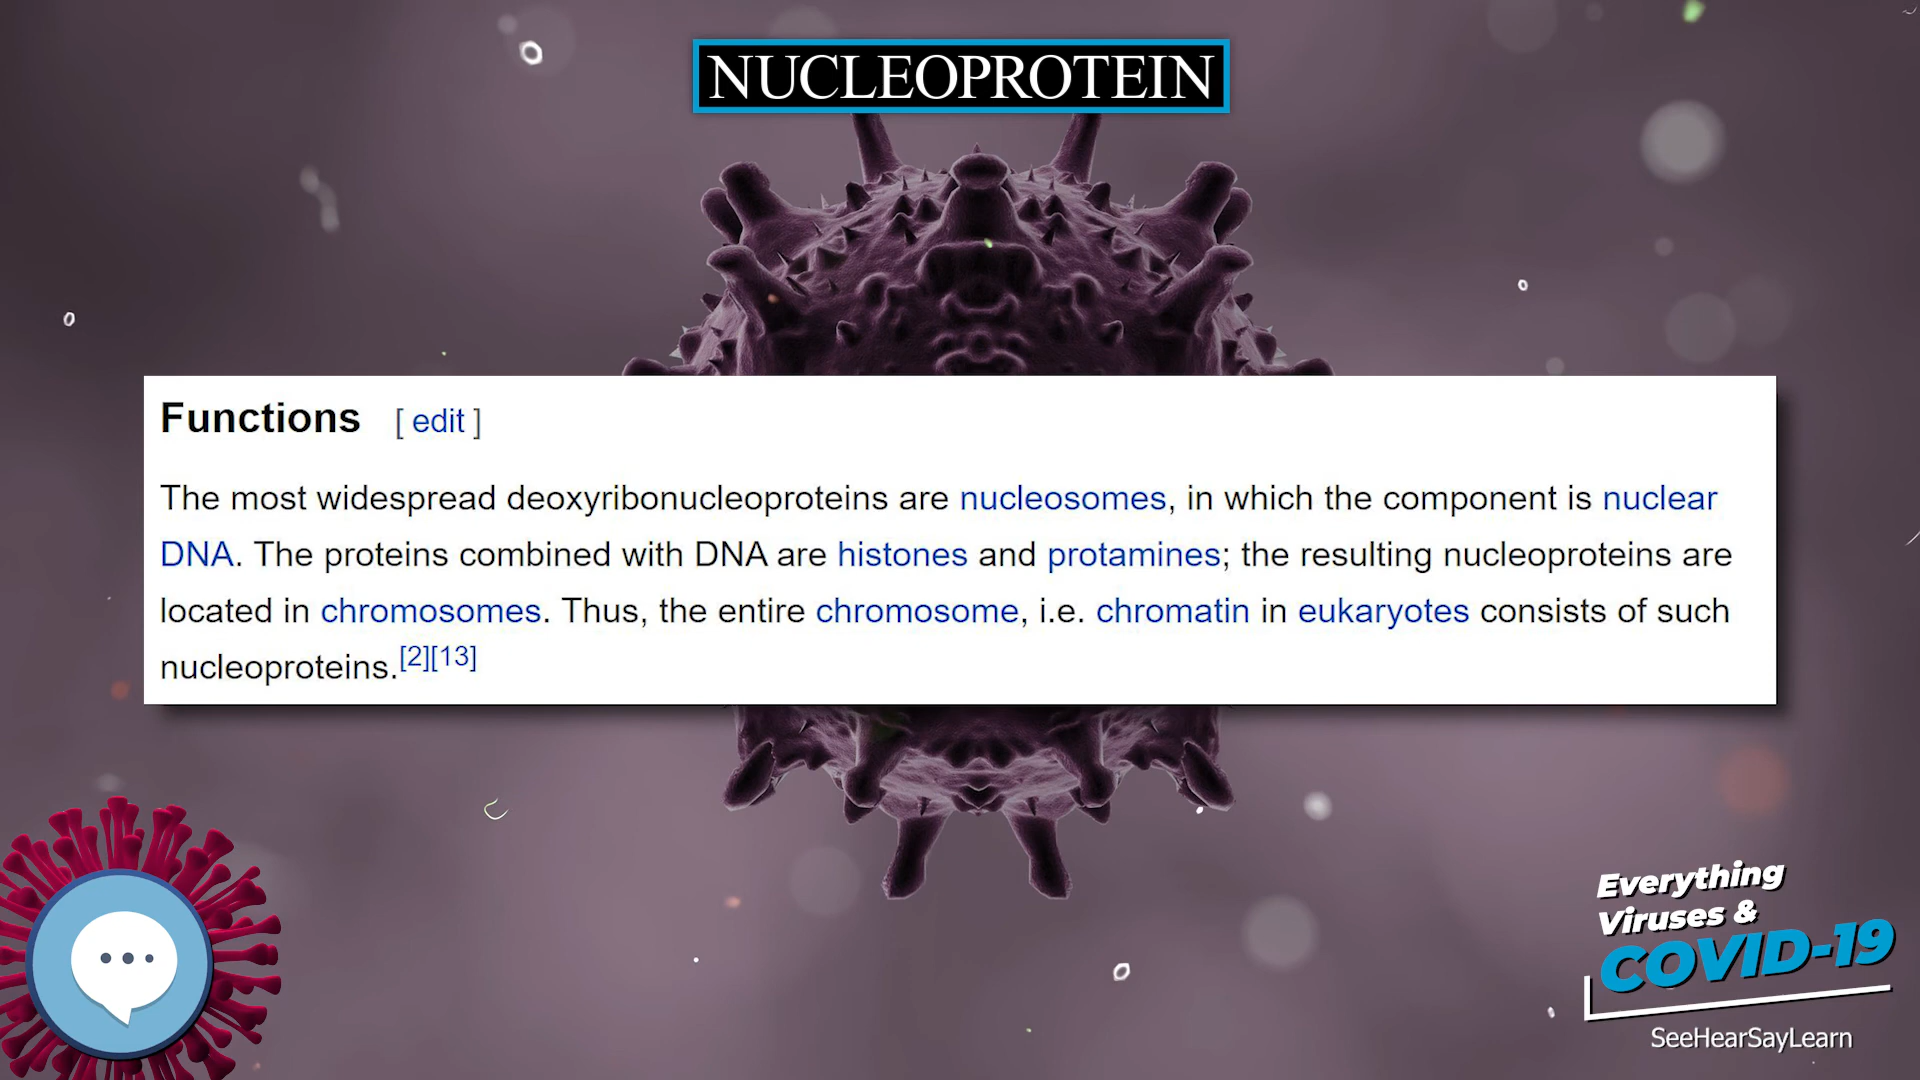 NUCLEOPROTEIN
Functions [ edit ]
The most widespread deoxyribonucleoproteins are nucleosomes, in which the component is nuclear
DNA. The proteins combined with DNA are histones and protamines; the resulting nucleoproteins are
located in chromosomes. Thus, the entire chromosome, i.e. chromatin in eukaryotes consists of such
nucleoproteins.[2][13]
Everything
Viruses &
COVID-19
SeeHearSayLearn